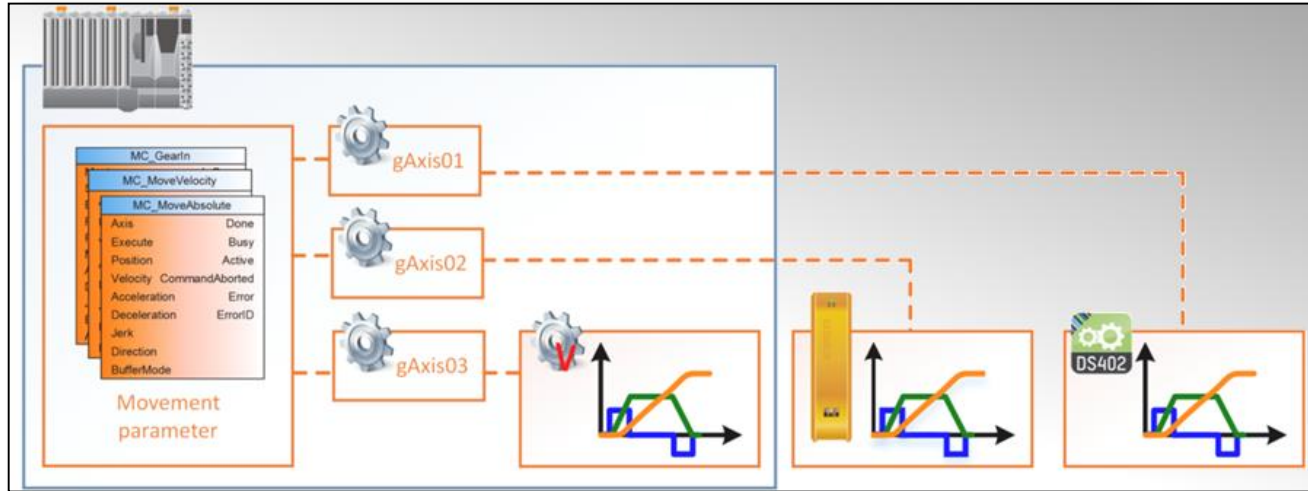 MC_GearIn
MC_MoveVelocity
MC_MoveAbsolute
Axis Done
Execute Busy
Position Active
Velocity CommandAborted
Acceleration Error
Deceleration ErrorID
Jerk
Direction
BufferMode
Movement
parameter
gAxis01
gAxis02
gAxis03
V
DS402